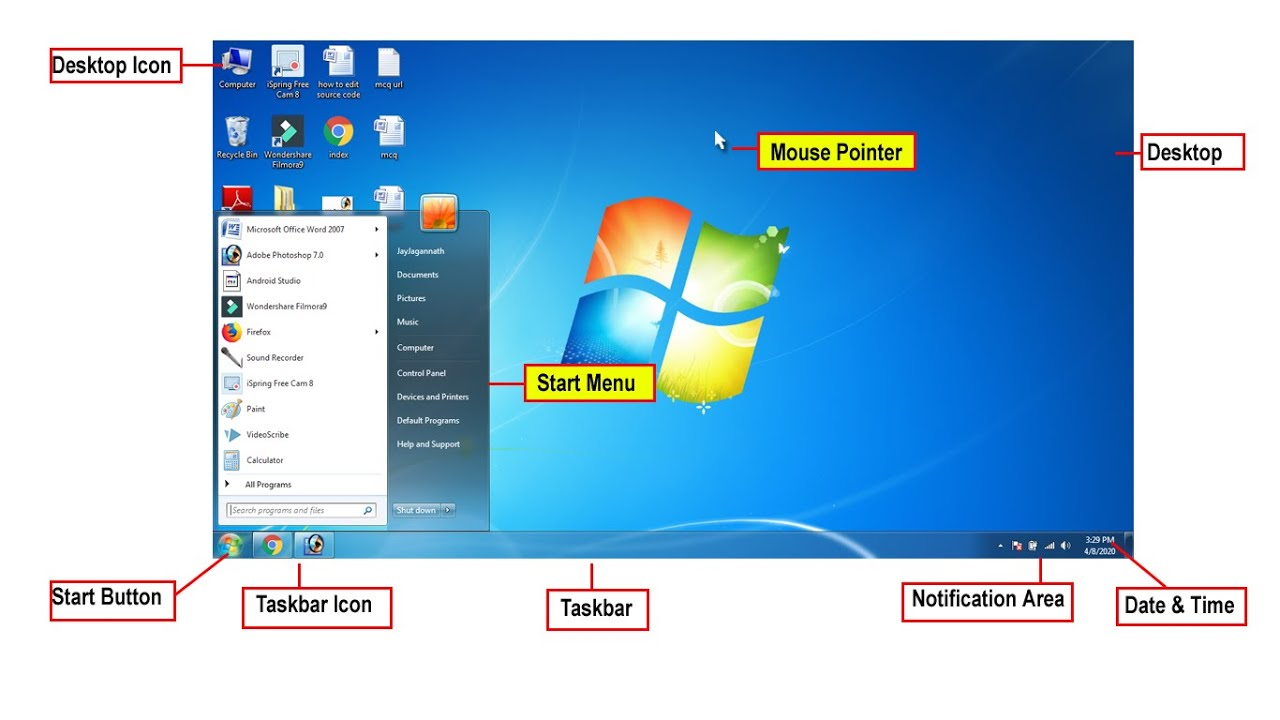 Desktop Icon
Computer
iSpring Free
Cam 8
how to edit
source code
mcq url
Recycle Bin
Wondershare
Filmora9
index
mcq
Mouse Pointer
Desktop
Microsoft Office Word 2007
Adobe Photoshop 7.0
Android Studio
Wondershare Filmora9
Firefox
Sound Recorder
iSpring Free Cam 8
Paint
VideoScribe
Calculator
All Programs
Search programs and files
JayJagannath
Documents
Pictures
Music
Computer
Control Panel
Devices and Printers
Default Programs
Help and Support
Shut down
Start Menu
3:29 PM
4/8/2020
Start Button
Taskbar Icon
Taskbar
Notification Area
Date & Time